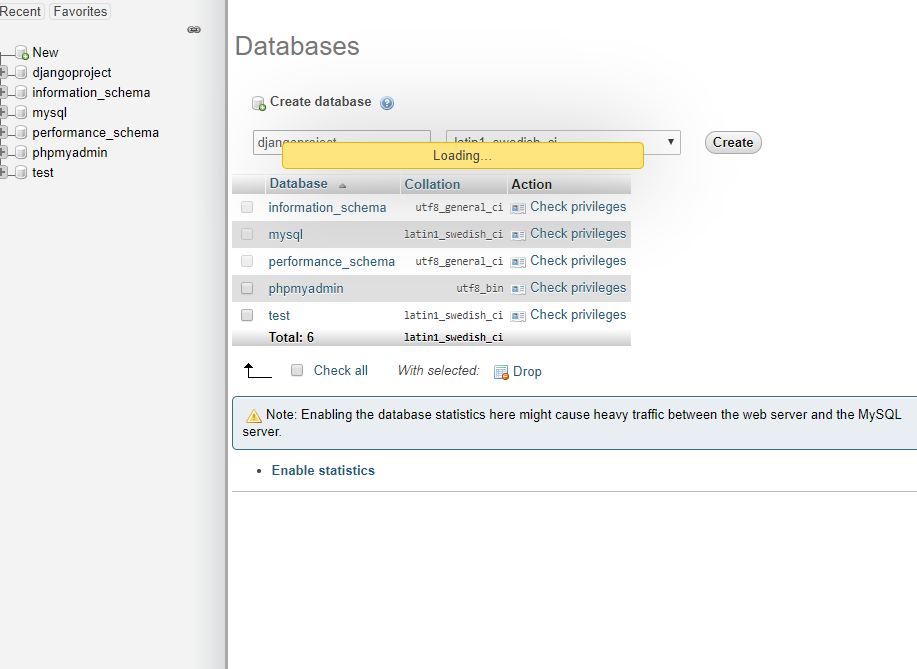 Recent Favorites
New
djangoproject
information_schema
mysql
performance_schema
phpmyadmin
test
Databases
Create database
djangoproject latin1_swedish_ci Create
Loading...
Database Collation Action
information_schema utf8_general_ci Check privileges
mysql latin1_swedish_ci Check privileges
performance_schema utf8_general_ci Check privileges
phpmyadmin utf8_bin Check privileges
test latin1_swedish_ci Check privileges
Total: 6 latin1_swedish_ci
Check all With selected: Drop
Note: Enabling the database statistics here might cause heavy traffic between the web server and the MySQL
server.
• Enable statistics